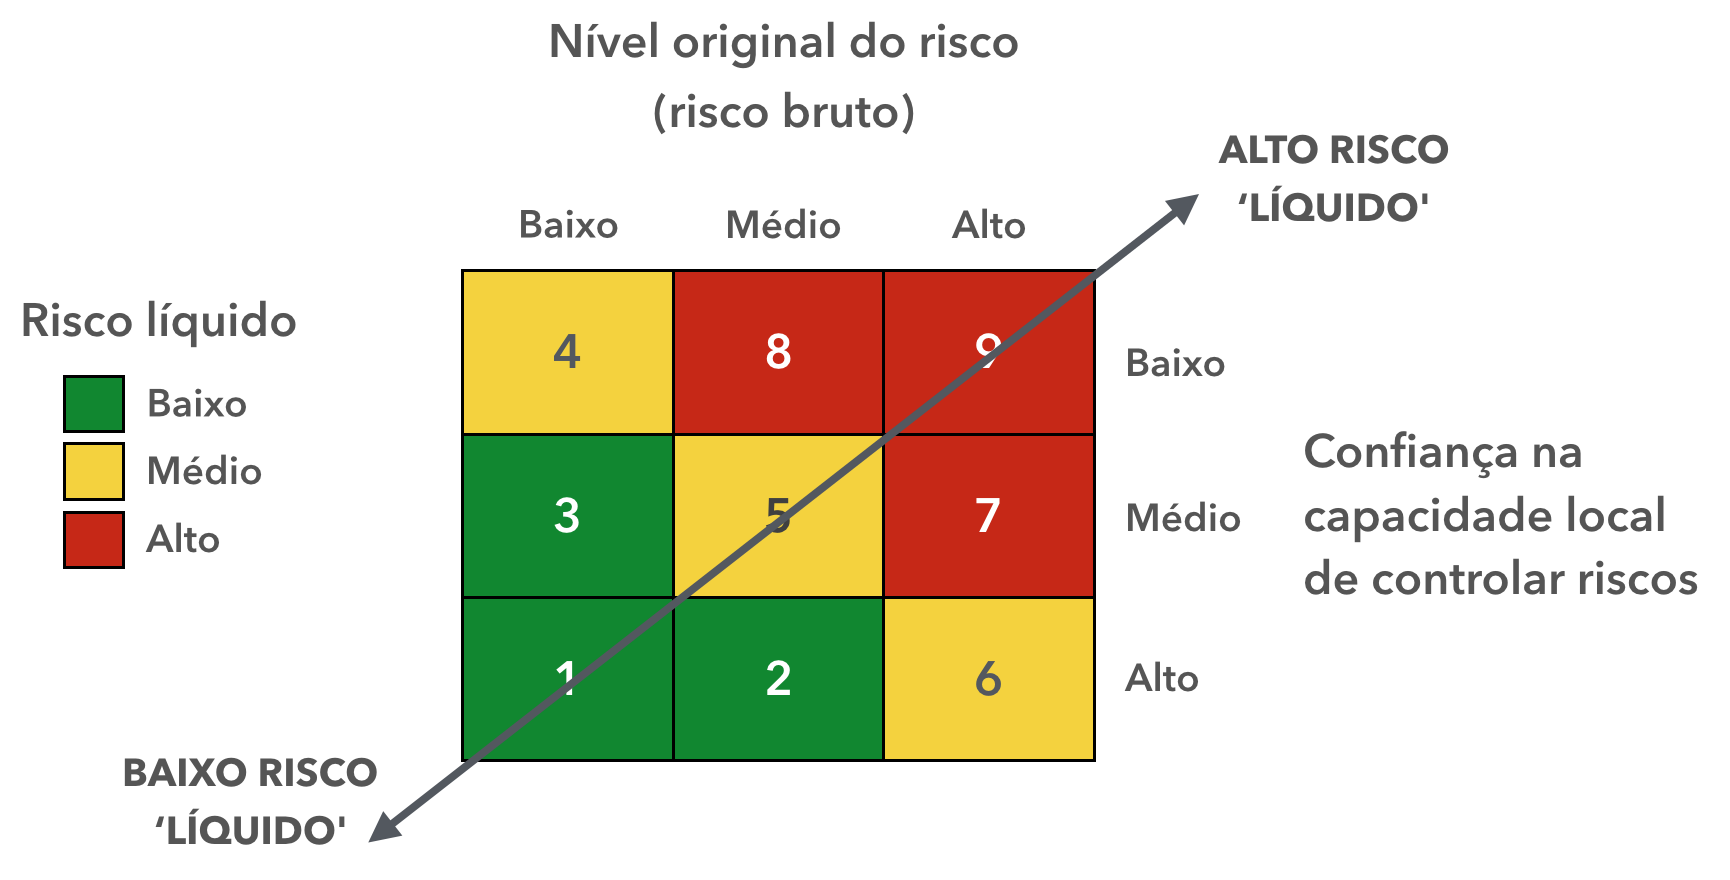 Nível original do risco
(risco bruto)
ALTO RISCO
‘LÍQUIDO'
Baixo Médio Alto
Risco líquido
Baixo
Médio
Alto
4 8 9 Baixo
3 5 7 Médio
1 2 6 Alto
Confiança na
capacidade local
de controlar riscos
BAIXO RISCO
‘LÍQUIDO'